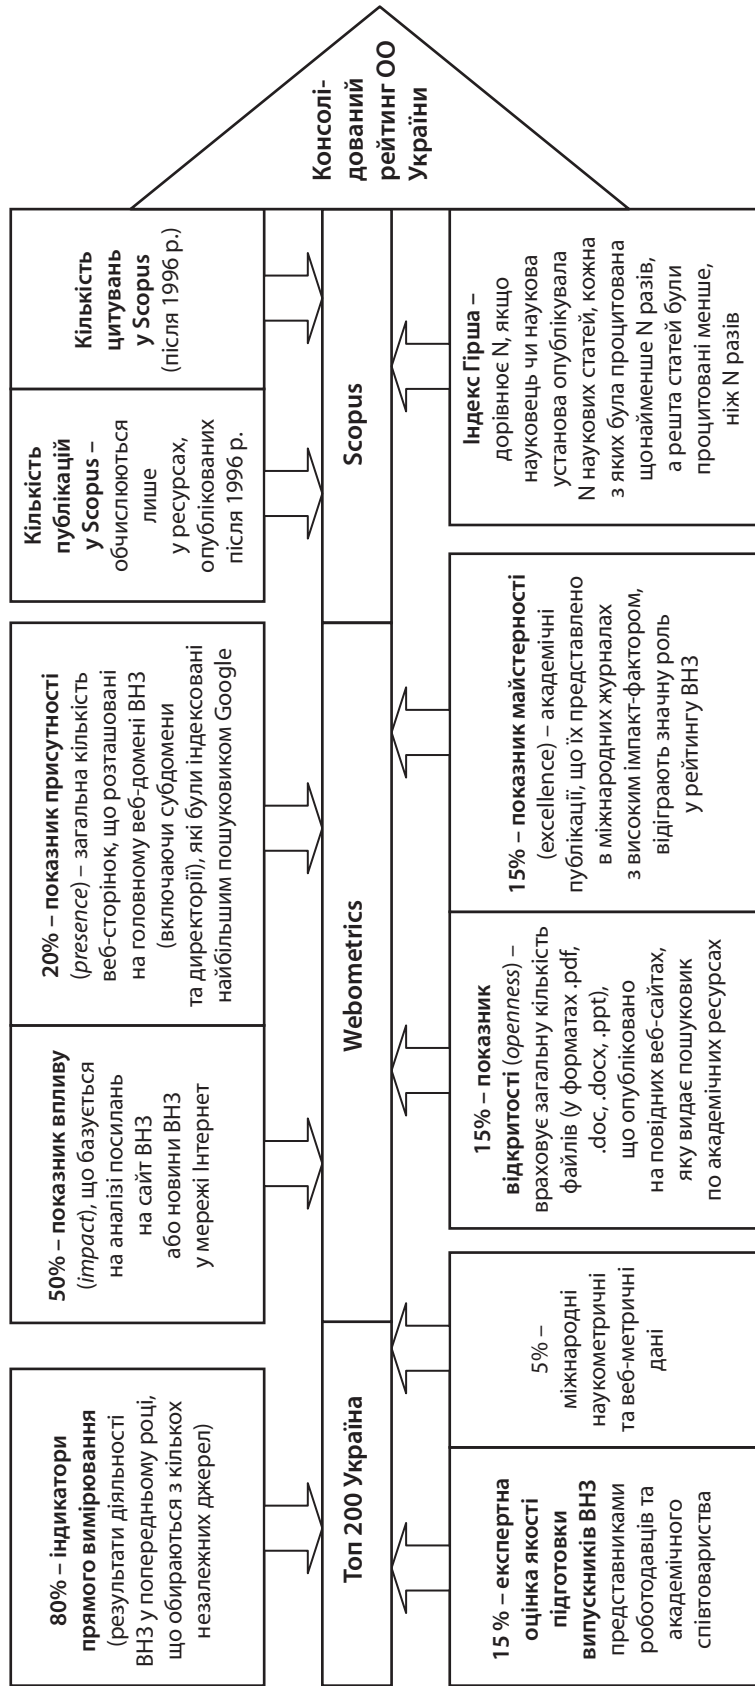 80% – індикатори
прямого вимірювання
(результати діяльності
ВНЗ у попередньому році,
що обираються з кількох
незалежних джерел)
50% – показник впливу
(impact), що базується
на аналізі посилань
на сайт ВНЗ
або новини ВНЗ
у мережі Інтернет
20% – показник присутності
(presence) – загальна кількість
веб-сторінок, що розташовані
на головному веб-домені ВНЗ
(включаючи субдомени
та директорії), які були індексовані
найбільшим пошуковиком Google
Кількість
публікацій
у Scopus –
обчислюються
лише
у ресурсах,
опублікованих
після 1996 р.
Кількість
цитувань
у Scopus
(після 1996 р.)
Топ 200 Україна
Webometrics
Scopus
Консолі-
дований
рейтинг ОО
України
15 % – експертна
оцінка якості
підготовки
випускників ВНЗ
представниками
роботодавців та
академічного
співтовариства
5% –
міжнародні
наукометричні
та веб-метричні
дані
15% – показник
відкритості (openness) –
враховує загальну кількість
файлів (у форматах .pdf,
.doc, .docx, .ppt),
що опубліковано
на повідних веб-сайтах,
яку видає пошуковик
по академічних ресурсах
15% – показник майстерності
(excellence) – академічні
публікації, що їх представлено
в міжнародних журналах
з високим імпакт-фактором,
відіграють значну роль
у рейтингу ВНЗ
Індекс Гірша –
дорівнює N, якщо
науковець чи наукова
установа опублікувала
N наукових статей, кожна
з яких була процитована
щонайменше N разів,
а решта статей були
процитовані менше,
ніж N разів